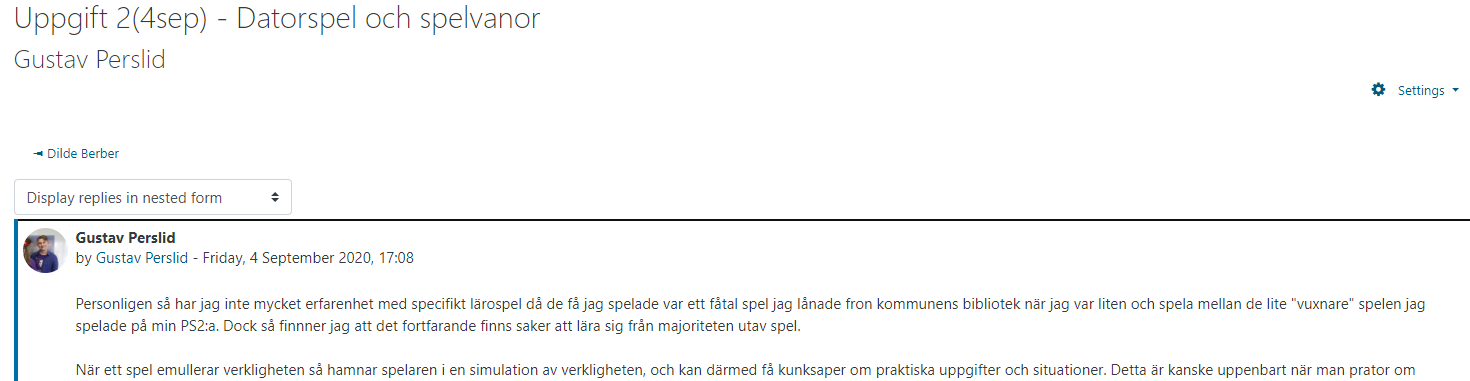 Uppgift 2(4sep) - Datorspel och spelvanor
Gustav Perslid
Settings
Dilde Berber
Display replies in nested form
Gustav Perslid
by Gustav Perslid - Friday, 4 September 2020, 17:08
Personligen så har jag inte mycket erfarenhet med specifikt lärospel då de få jag spelade var ett fåtal spel jag lånade fron kommunens bibliotek när jag var liten och spela mellan de lite "vuxnare" spelen jag
spelade på min PS2:a. Dock så finnner jag att det fortfarande finns saker att lära sig från majoriteten utav spel.
När ett spel emullerar verkligheten så hamnar spelaren i en simulation av verkligheten, och kan därmed få kunksaper om praktiska uppgifter och situationer. Detta är kanske uppenbart när man prator om